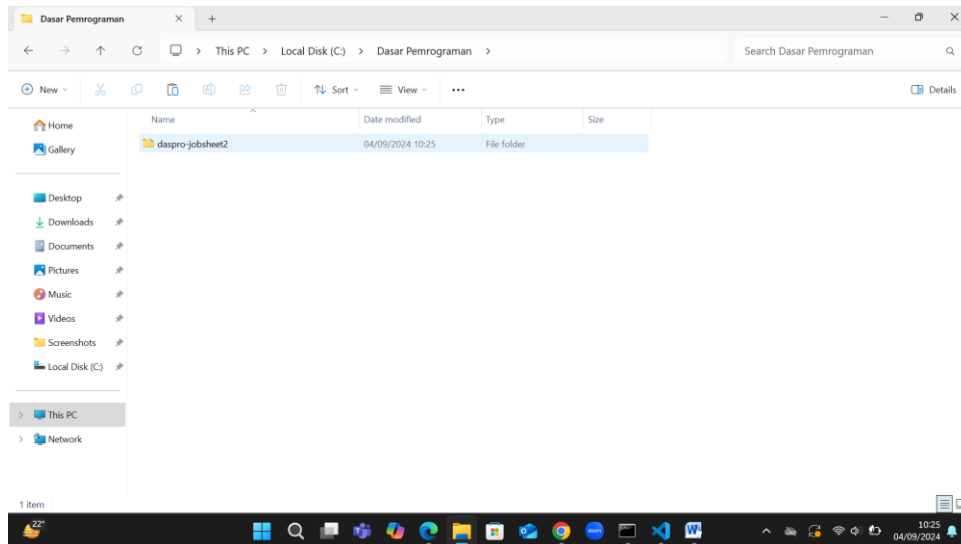 Dasar Pemrograman
This PC > Local Disk (C:) > Dasar Pemrograman >
Search Dasar Pemrograman
New
Sort
View
Details
Home
Gallery
Desktop
Downloads
Documents
Pictures
Music
Videos
Screenshots
Local Disk (C:)
This PC
Network
Name Date modified Type Size
daspro-jobsheet2 04/09/2024 10:25 File folder
1 item
22°
zoom
10:25
04/09/2024